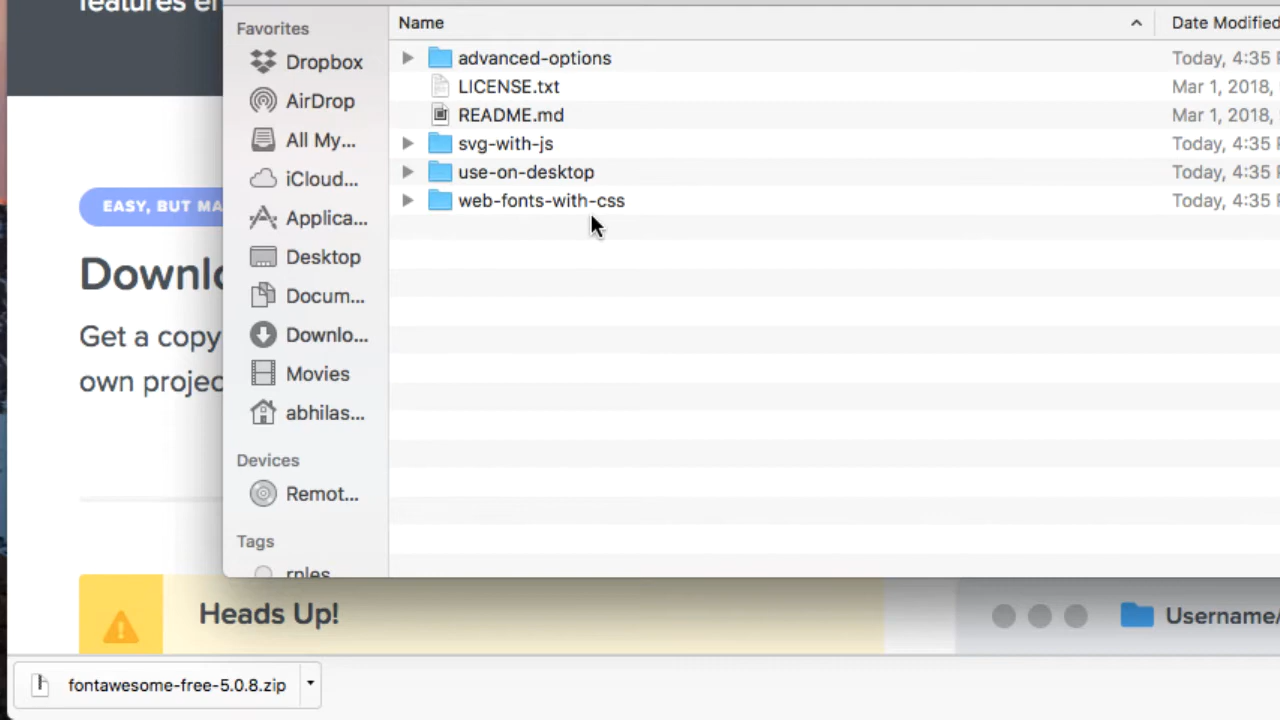 features en
Name
Date Modified
Favorites
Dropbox
AirDrop
All My...
iCloud...
Applica...
Desktop
Docum...
Downlo...
Movies
abhilas...
Devices
Remot...
Tags
rples
advanced-options
Today, 4:35 P
LICENSE.txt
Mar 1, 2018,
README.md
Mar 1, 2018,
svg-with-js
Today, 4:35 P
use-on-desktop
Today, 4:35 P
web-fonts-with-css
Today, 4:35 P
EASY, BUT MA
Downlo
Get a copy
own projec
Heads Up!
Username/
fontawesome-free-5.0.8.zip